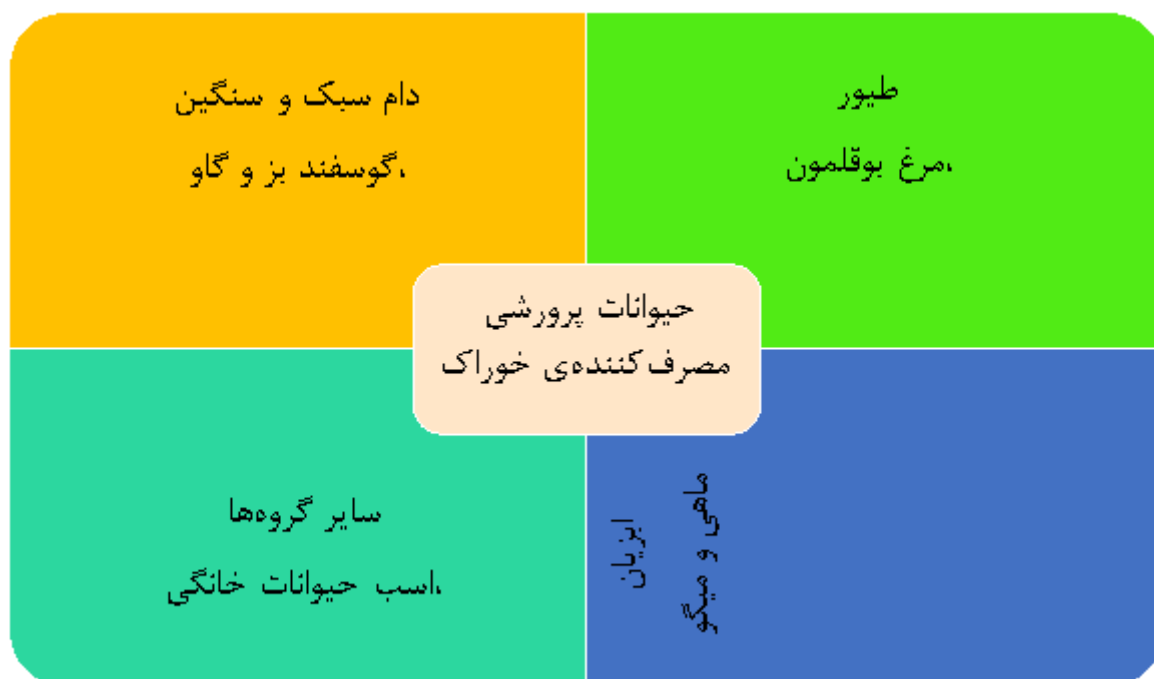 طیور
،مرغ بوقلمون
دام سبک و سنگین
،گوسفند بز و گاو
حیوانات پرورشی
مصرف‌کننده‌ی خوراک
ابزیان
ماهی و میگو
سایر گروه‌ها
،اسب حیوانات خانگی